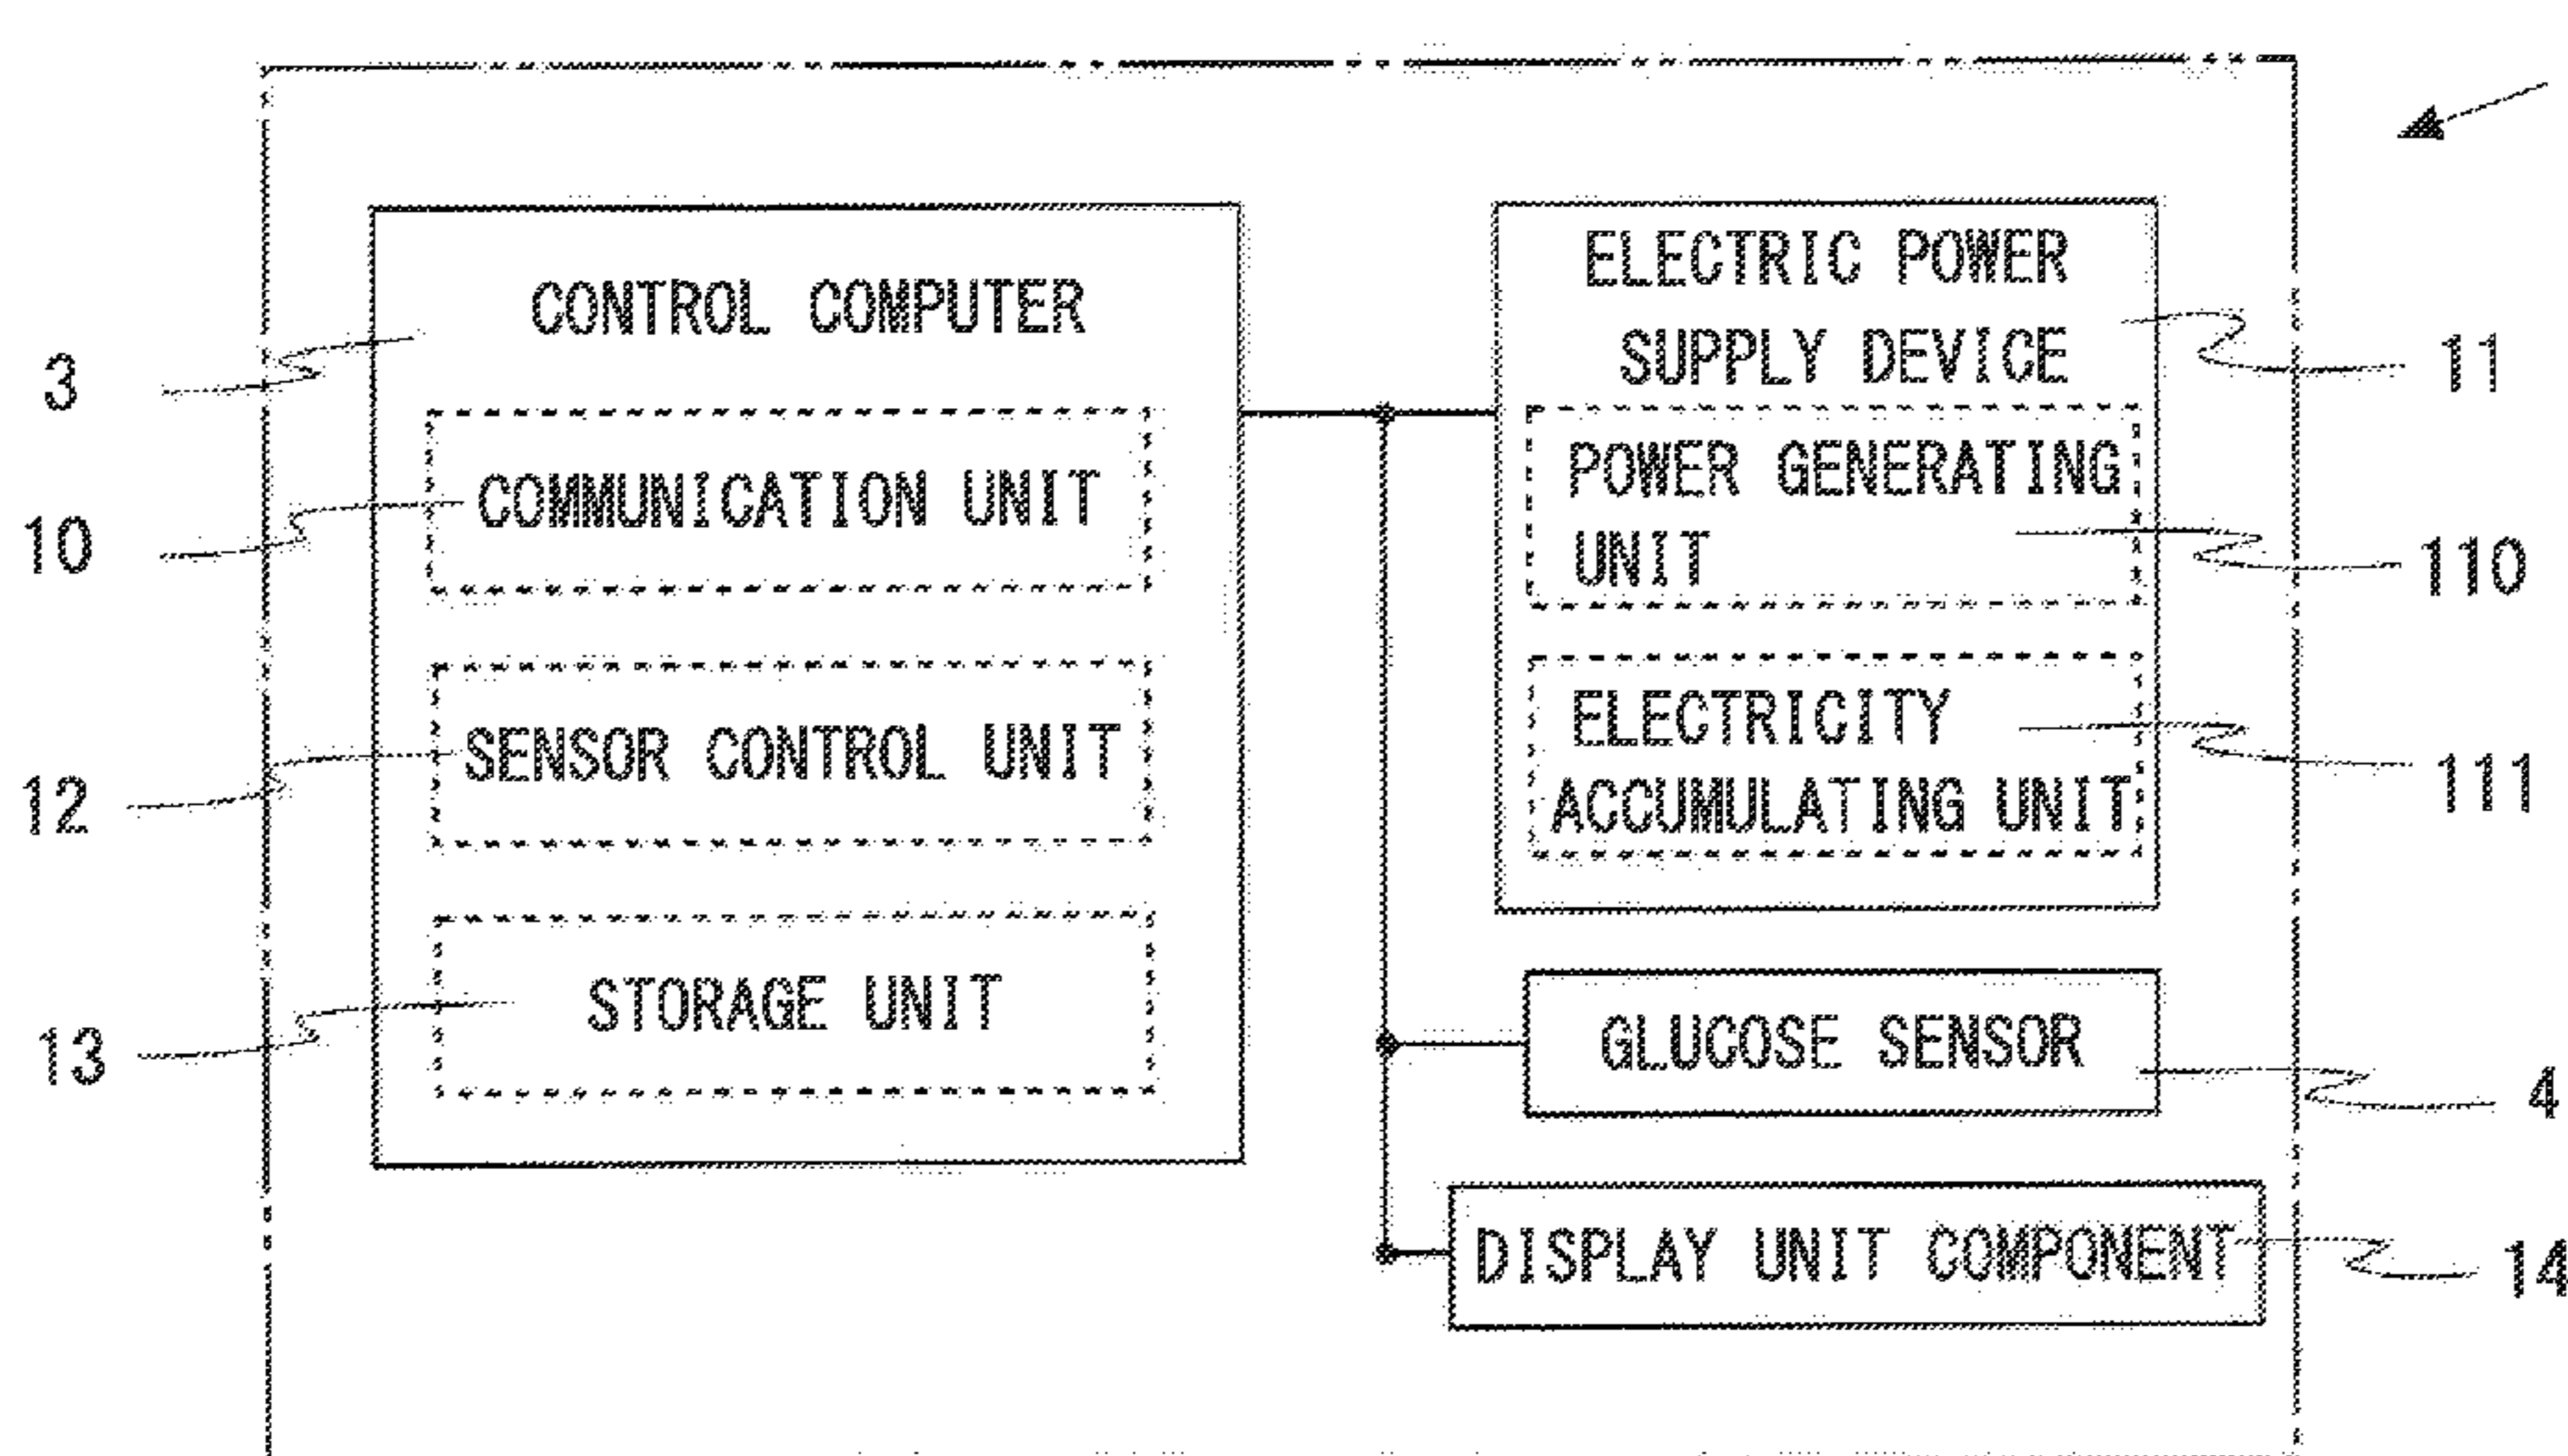 CONTROL COMPUTER
3
COMMUNICATION UNIT
10
SENSOR CONTROL UNIT
12
STORAGE UNIT
13
ELECTRIC POWER
SUPPLY DEVICE
11
POWER GENERATING
UNIT
110
ELECTRICITY
ACCUMULATING UNIT
111
GLUCOSE SENSOR
4
DISPLAY UNIT COMPONENT
14